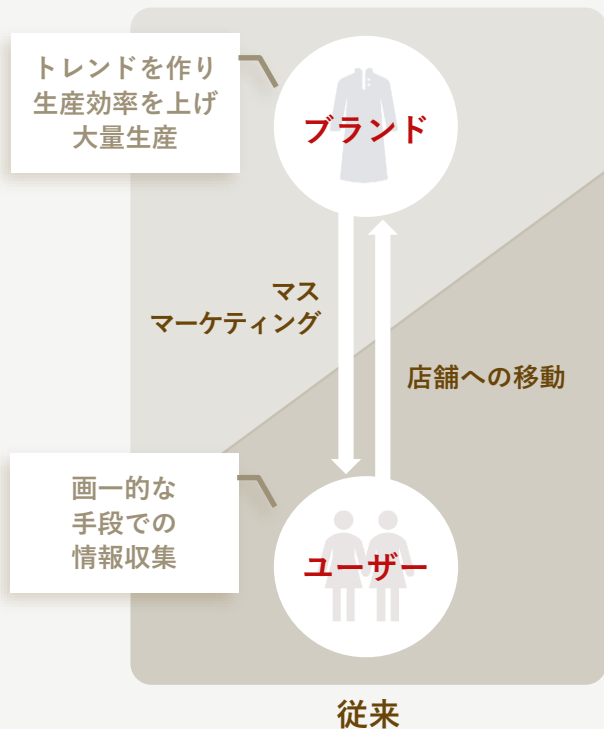 トレンドを作り
生産効率を上げ
大量生産
ブランド
マス
マーケティング
店舗への移動
画一的な
手段での
情報収集
ユーザー
従来